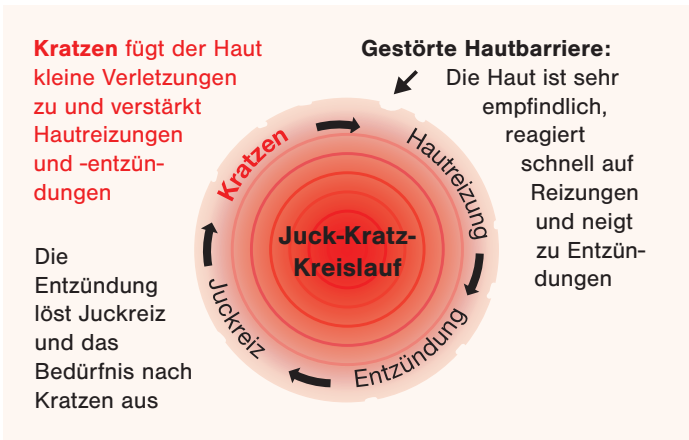 Kratzen fügt der Haut
kleine Verletzungen
zu und verstärkt
Hautreizungen
und -entzün-
dungen
Gestörte Hautbarriere:
Die Haut ist sehr
empfindlich,
reagiert
schnell auf
Reizungen
und neigt
zu Entzün-
dungen
Kratzen
Hautreizung
Entzündung
Juckreiz
Juck-Kratz-
Kreislauf
Die
Entzündung
löst Juckreiz
und das
Bedürfnis nach
Kratzen aus